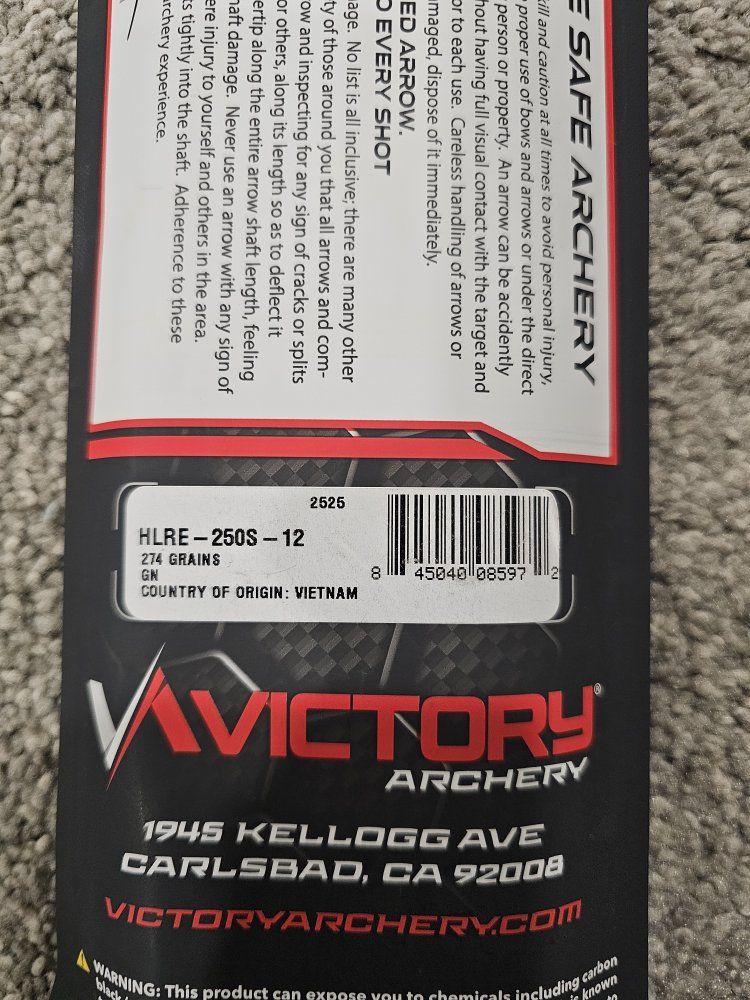 E SAFE ARCHERY
kill and caution at all times to avoid personal injury,
proper use of bows and arrows or under the direct
person or property. An arrow can be accidently
hout having full visual contact with the target and
or to each use. Careless handling of arrows or
maged, dispose of it immediately.
ED ARROW.
O EVERY SHOT
age. No list is all inclusive; there are many other
ty of those around you that all arrows and com-
row and inspecting for any sign of cracks or splits
or others, along its length so as to deflect it
ertip along the entire arrow shaft length, feeling
haft damage. Never use an arrow with any sign of
ere injury to yourself and others in the area.
ts tightly into the shaft. Adherence to these
rchery experience.
2525
HLRE-250S-12
274 GRAINS
GN
COUNTRY OF ORIGIN: VIETNAM
8 45040 08597 2
VICTORY®
ARCHERY
1945 KELLOGG AVE
CARLSBAD, CA 92008
VICTORYARCHERY.COM
WARNING: This product can expose you to chemicals including carbon
known